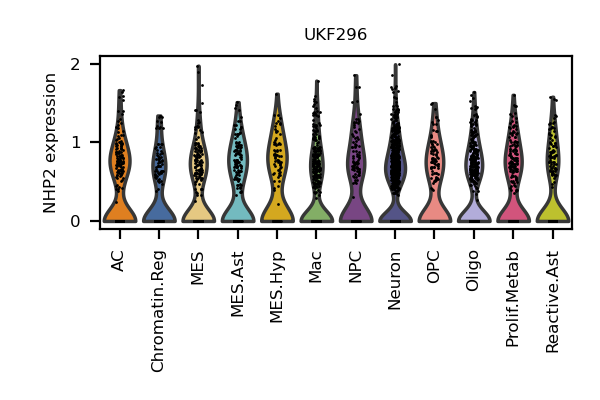 UKF296
NHP2 expression
2
1
0
AC
Chromatin.Reg
MES
MES.Ast
MES.Hyp
Mac
NPC
Neuron
OPC
Oligo
Prolif.Metab
Reactive.Ast